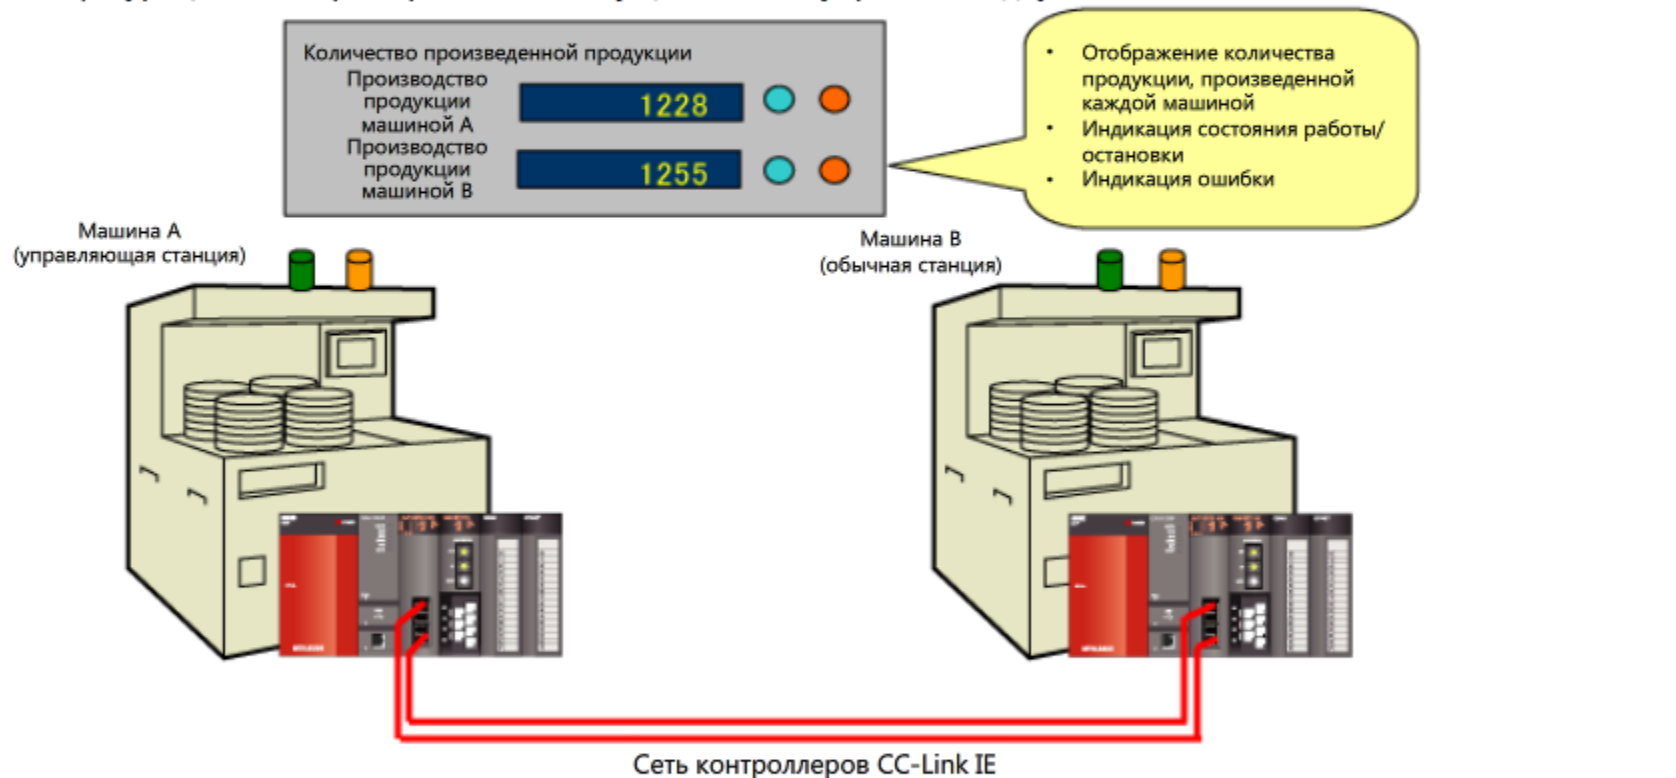 Количество произведенной продукции
Производство
продукции
машиной А
1228
Производство
продукции
машиной В
1255
• Отображение количества
продукции, произведенной
каждой машиной
• Индикация состояния работы/
остановки
• Индикация ошибки
Машина А
(управляющая станция)
Машина В
(обычная станция)
Сеть контроллеров CC-Link IE